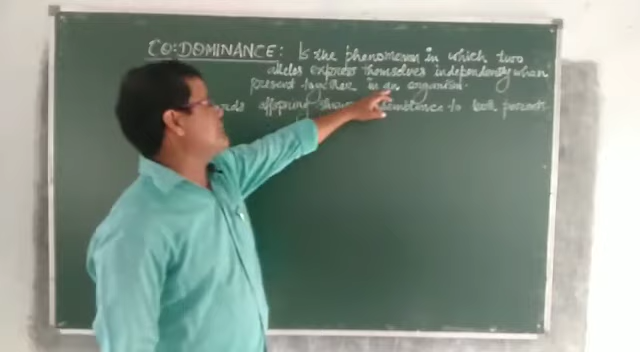 CO:DOMINANCE: Is the phenomenon in which two
alleles express themselves independently when
present together in an organism.
offspring resemblance to both parents